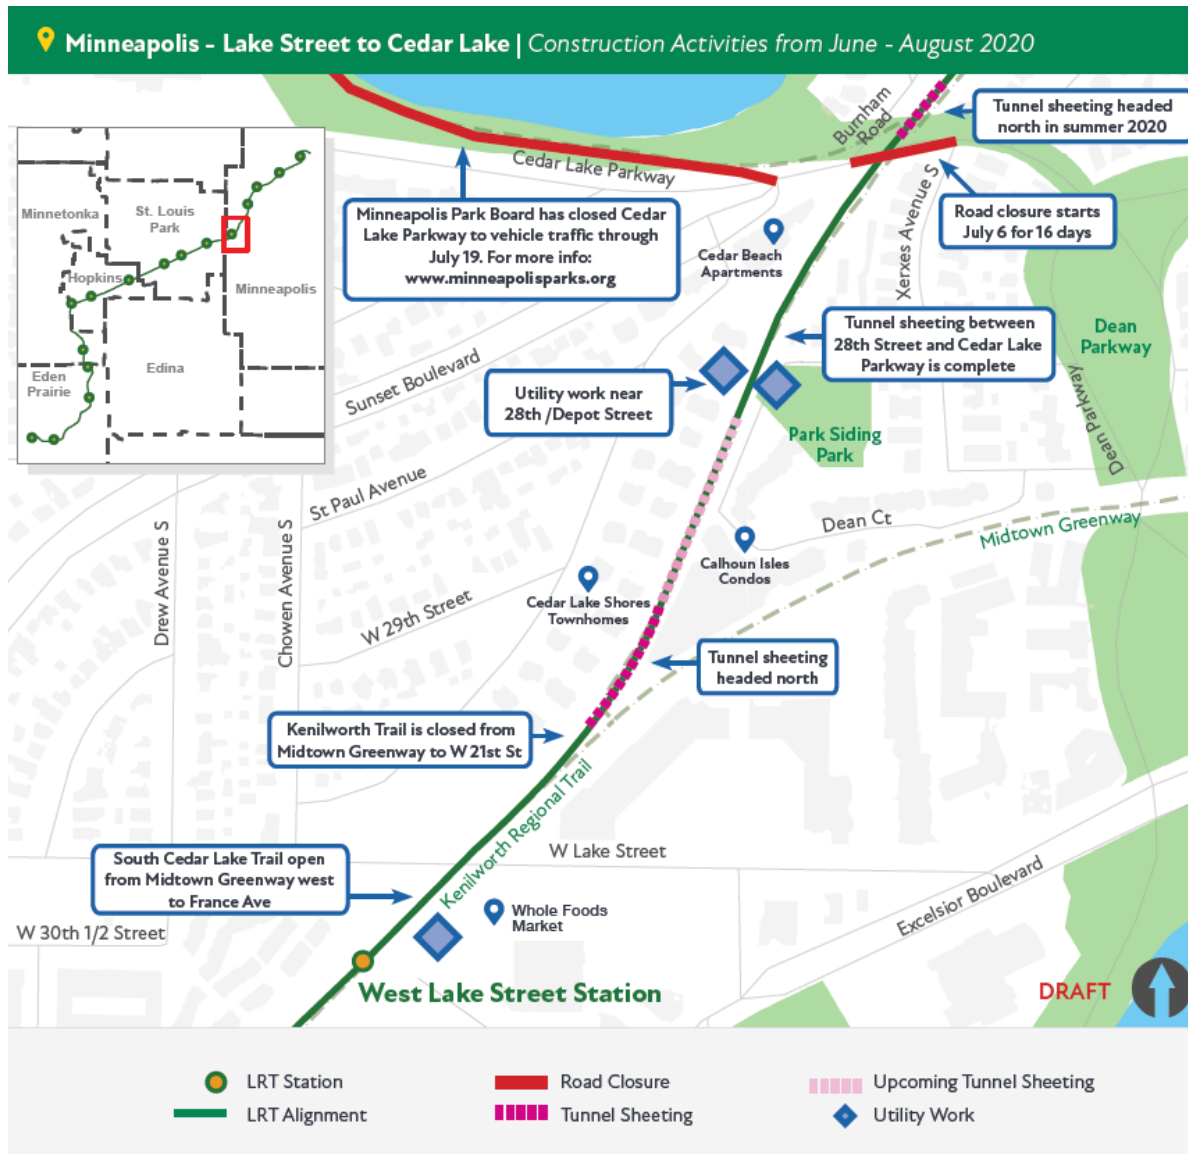 Minneapolis - Lake Street to Cedar Lake | Construction Activities from June - August 2020
Minnetonka
St. Louis
Park
Hopkins
Minneapolis
Edina
Eden
Prairie
Burnham
Road
Tunnel sheeting headed
north in summer 2020
Cedar Lake Parkway
Minneapolis Park Board has closed Cedar
Lake Parkway to vehicle traffic through
July 19. For more info:
www.minneapolisparks.org
Xerxes Avenue S
Road closure starts
July 6 for 16 days
Cedar Beach
Apartments
Tunnel sheeting between
28th Street and Cedar Lake
Parkway is complete
Dean
Parkway
Dean Parkway
Sunset Boulevard
Utility work near
28th /Depot Street
Park Siding
Park
St Paul Avenue
Dean Ct
Midtown Greenway
Drew Avenue S
Chowen Avenue S
Calhoun Isles
Condos
Cedar Lake Shores
Townhomes
W 29th Street
Tunnel sheeting
headed north
Kenilworth Trail is closed from
Midtown Greenway to W 21st St
Kenilworth Regional Trail
W Lake Street
South Cedar Lake Trail open
from Midtown Greenway west
to France Ave
Excelsior Boulevard
Whole Foods
Market
W 30th 1/2 Street
West Lake Street Station
DRAFT
LRT Station
Road Closure
Upcoming Tunnel Sheeting
LRT Alignment
Tunnel Sheeting
Utility Work